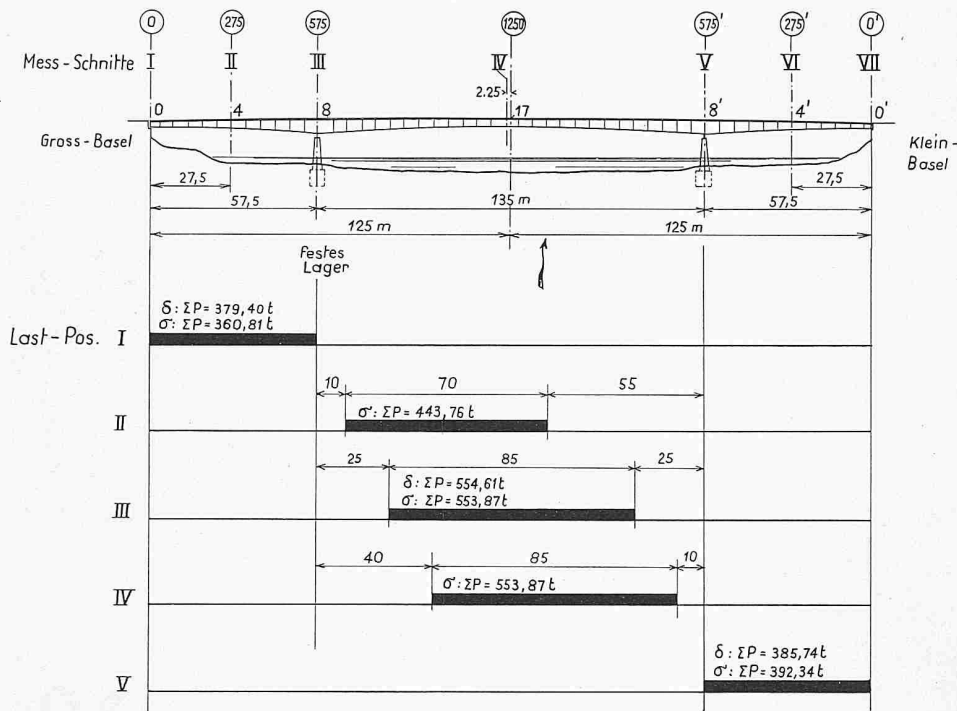 0 275 575 1250 575' 275' 0'
Mess-Schnitte I II III IV V VI VII
2.25
0 4 8 17 8' 4' 0'
Gross-Basel
Klein-
Basel
27,5 27,5
57,5 135 m 57,5
125 m 125 m
Festes
Lager
δ: ΣP= 379,40 t
σ: ΣP= 360,81 t
Last-Pos. I
10 70 55
σ: ΣP= 443,76 t
II
25 85 25
δ: ΣP= 554,61 t
σ: ΣP= 553,87 t
III
40 85 10
σ: ΣP= 553,87 t
IV
δ: ΣP= 385,74 t
σ: ΣP= 392,34 t
V